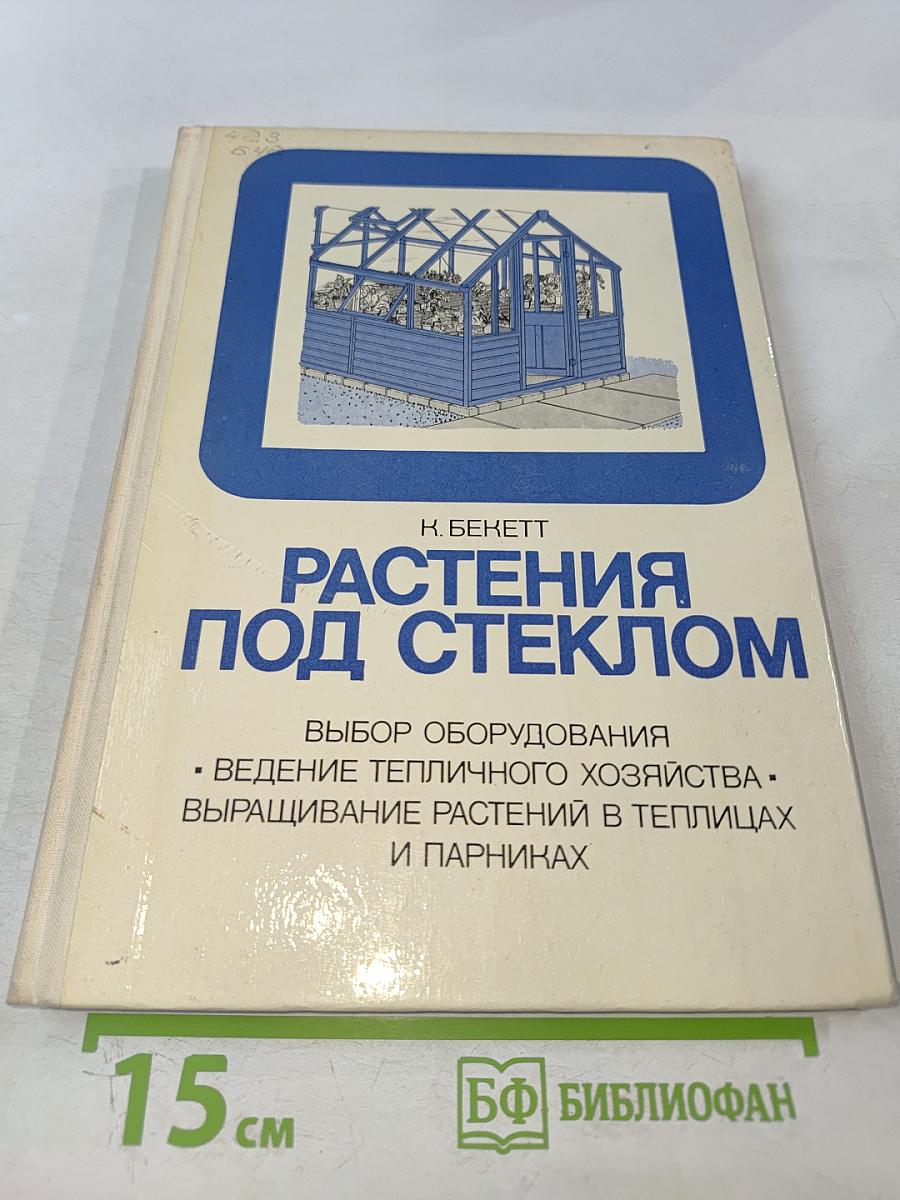 К. БЕКЕТТ
РАСТЕНИЯ
ПОД СТЕКЛОМ
ВЫБОР ОБОРУДОВАНИЯ
▪ ВЕДЕНИЕ ТЕПЛИЧНОГО ХОЗЯЙСТВА ▪
ВЫРАЩИВАНИЕ РАСТЕНИЙ В ТЕПЛИЦАХ
И ПАРНИКАХ
15 см
БФ БИБЛИОФАН